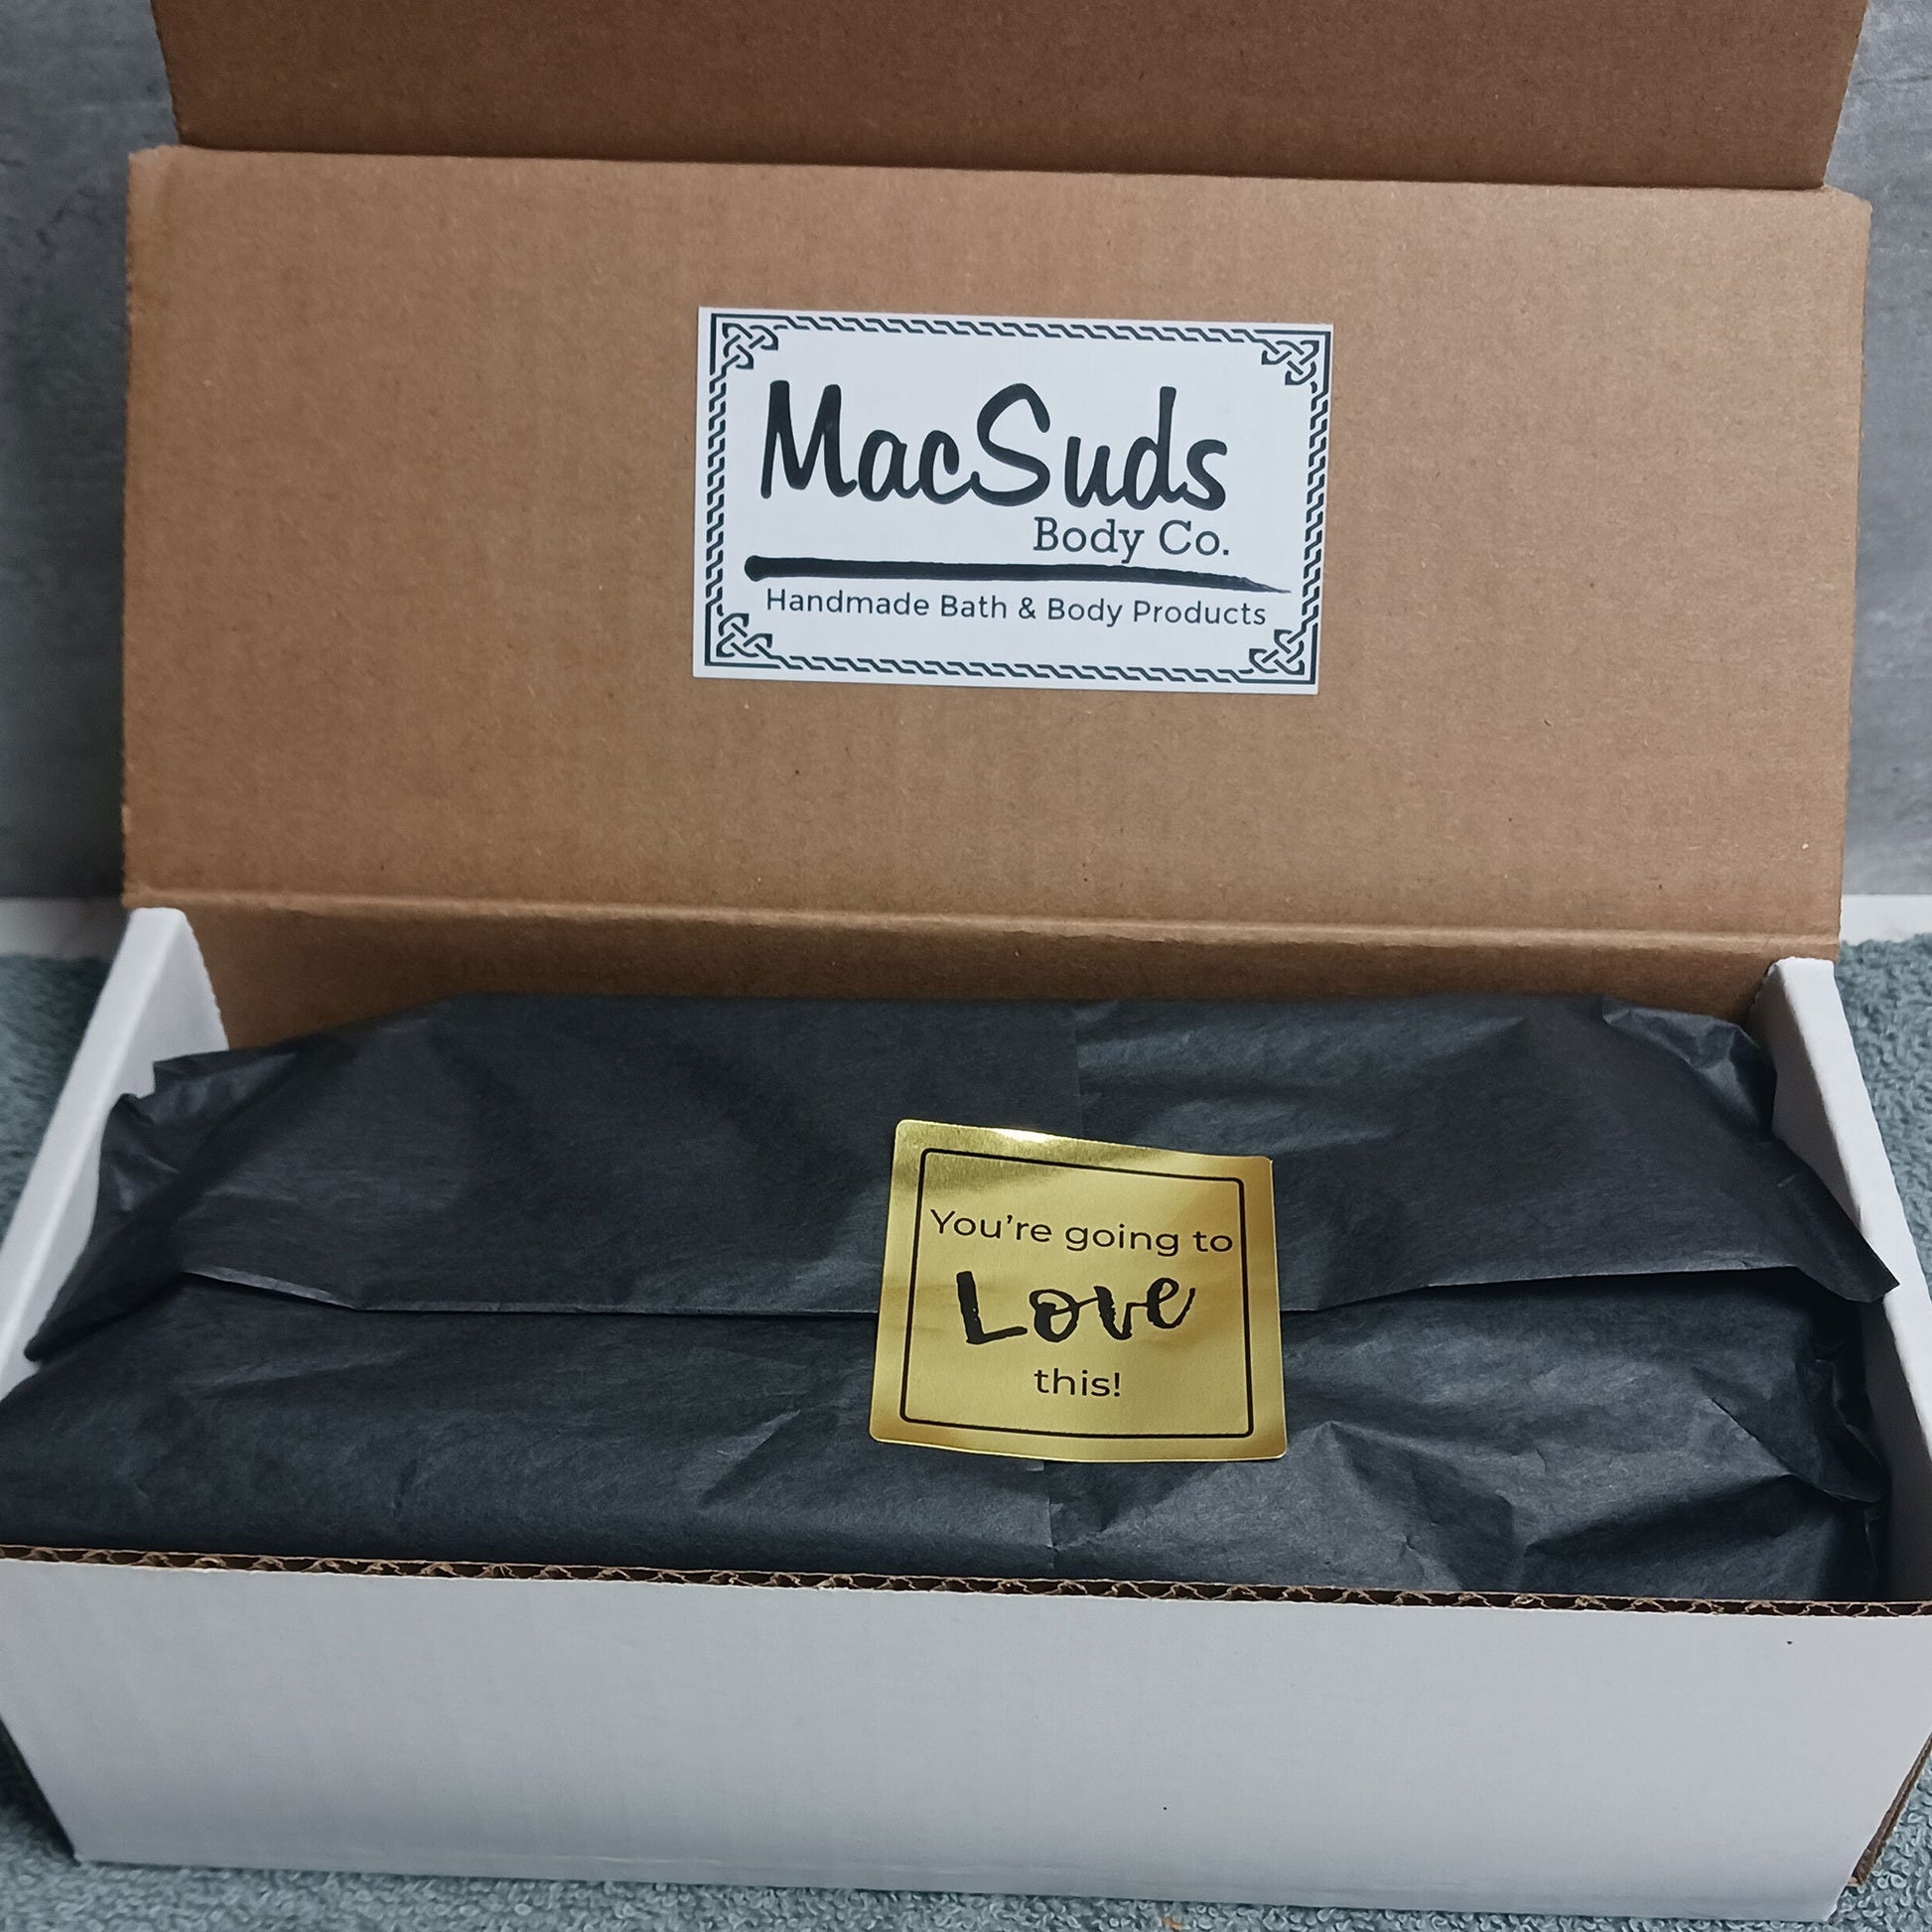 MacSuds
Body Co.
Handmade Bath & Body Products
You're going to
Love
this!